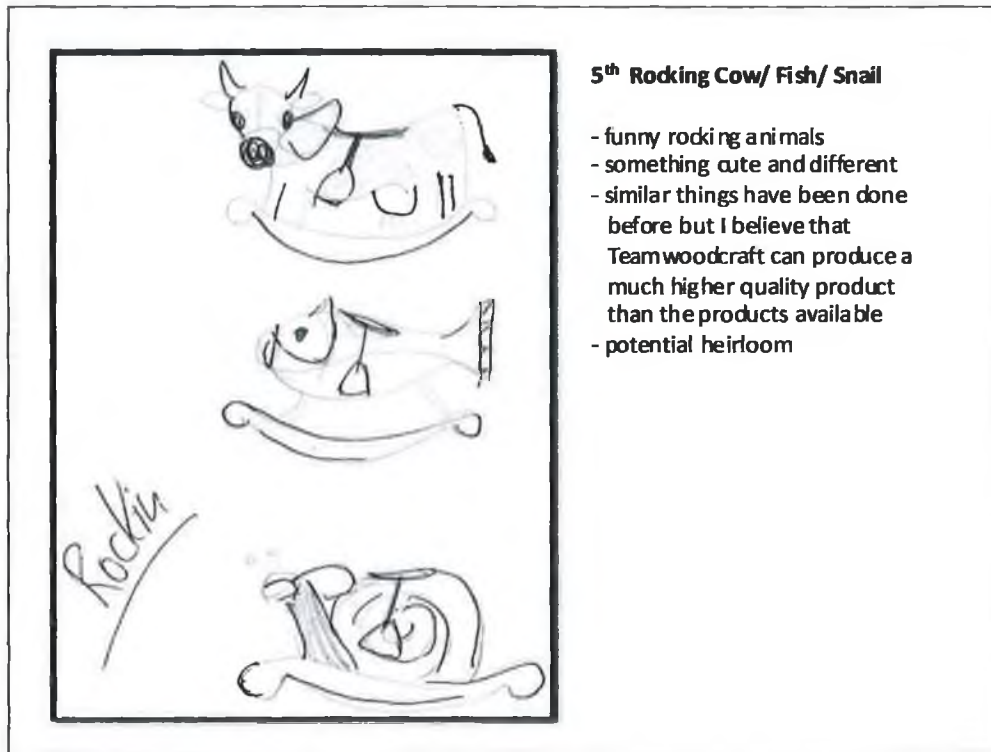 5th Rocking Cow/ Fish/ Snail
- funny rocking animals
- something cute and different
- similar things have been done
before but I believe that
Teamwoodcraft can produce a
much higher quality product
than the products available
- potential heirloom
Rockin